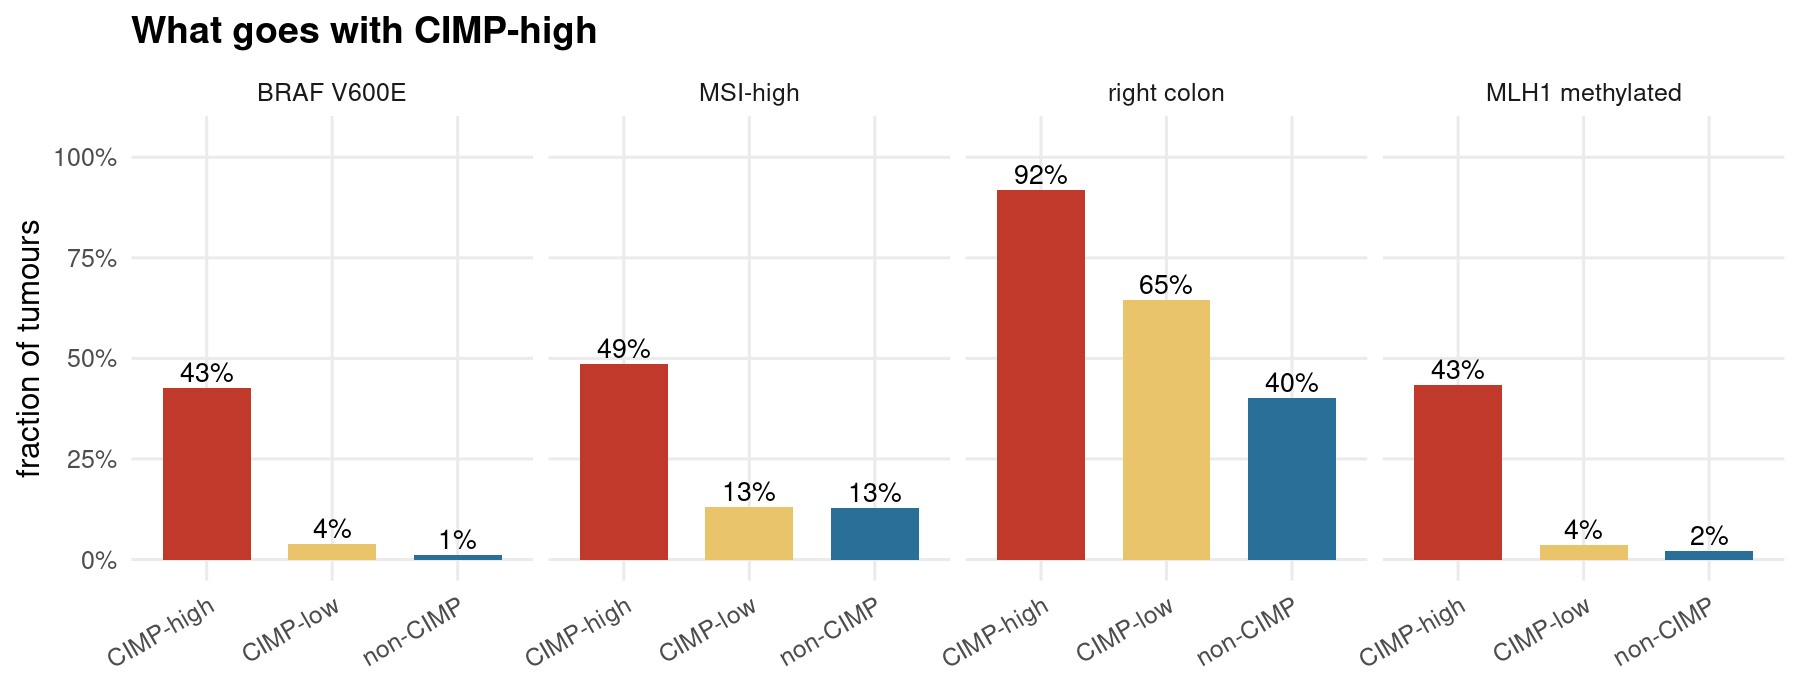 What goes with CIMP-high
BRAF V600E
MSI-high
right colon
MLH1 methylated
fraction of tumours
100%
75%
50%
25%
0%
43%
4%
1%
49%
13%
13%
92%
65%
40%
43%
4%
2%
CIMP-high
CIMP-low
non-CIMP
CIMP-high
CIMP-low
non-CIMP
CIMP-high
CIMP-low
non-CIMP
CIMP-high
CIMP-low
non-CIMP